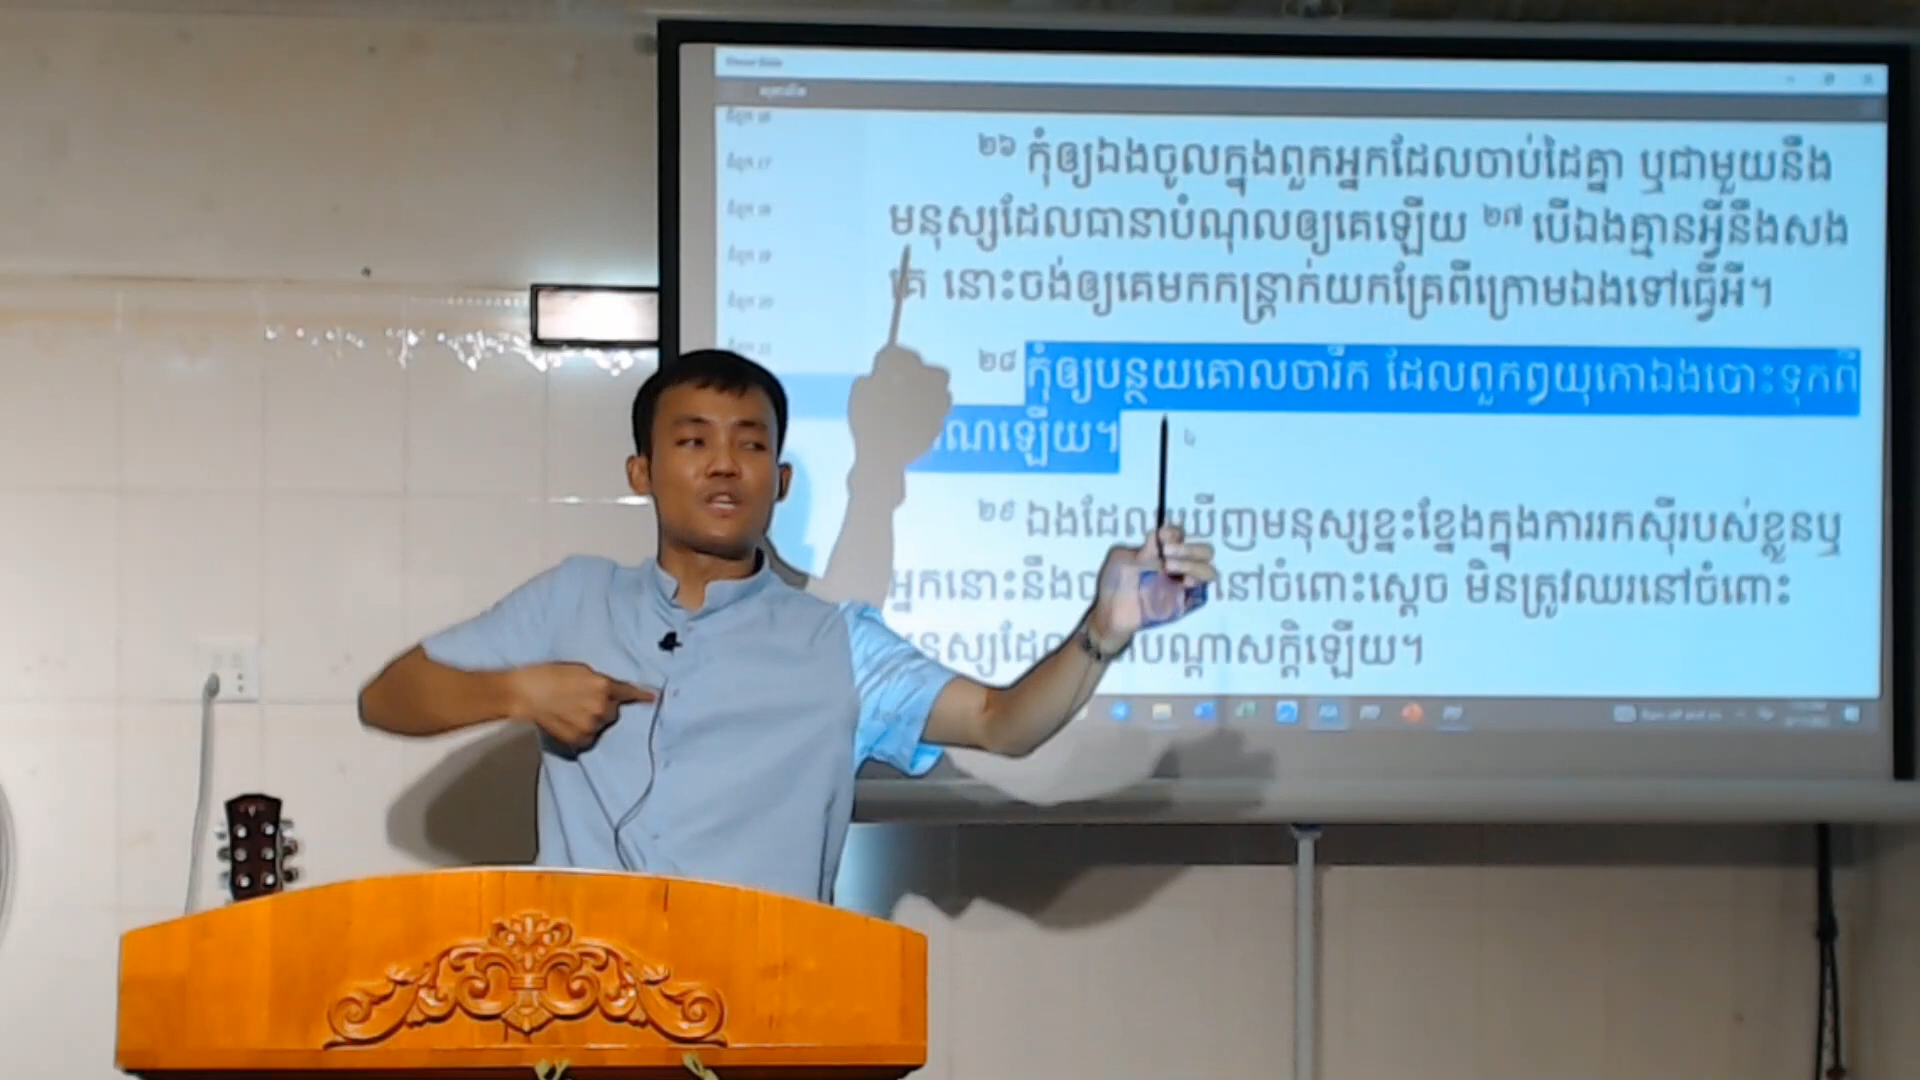 ២៦ កុំឲ្យឯងចូលក្នុងពួកអ្នកដែលចាប់ដៃគ្នា ឬជាមួយនឹង
មនុស្សដែលធានាបំណុលឲ្យគេឡើយ ២៧ បើឯងគ្មានអ្វីនឹងសង
គេ នោះចង់ឲ្យគេមកកន្ត្រាក់យកគ្រែពីក្រោមឯងទៅធ្វើអី។
២៨ កុំឲ្យបន្ថយគោលចារឹក ដែលពួកឰយុកោឯងបោះទុកពី
ឡើយ។
២៩ ឯងដែល មនុស្សខ្នះខ្នែងក្នុងការរកស៊ីរបស់ខ្លួនឬ
អ្នកនោះនឹង នៅចំពោះស្តេច មិនត្រូវឈរនៅចំពោះ
បណ្តាសក្តិឡើយ។